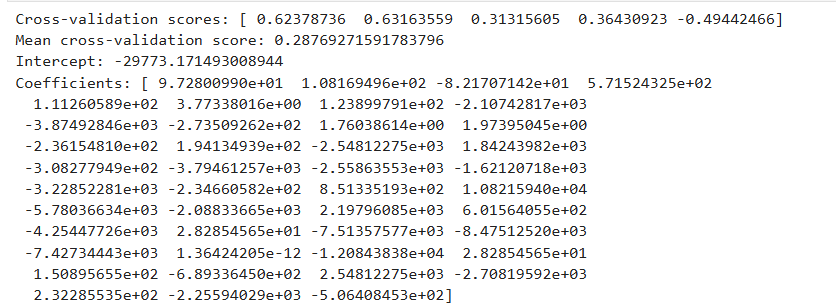 Cross-validation scores: [ 0.62378736  0.63163559  0.31315605  0.36430923 -0.49442466]
Mean cross-validation score: 0.28769271591783796
Intercept: -29773.171493008944
Coefficients: [ 9.72800990e+01  1.08169496e+02 -8.21707142e+01  5.71524325e+02
  1.11260589e+02  3.77338016e+00  1.23899791e+02 -2.10742817e+03
 -3.87492846e+03 -2.73509262e+02  1.76038614e+00  1.97395045e+00
 -2.36154810e+02  1.94134939e+02 -2.54812275e+03  1.84243982e+03
 -3.08277949e+02 -3.79461257e+03 -2.55863553e+03 -1.62120718e+03
 -3.22852281e+03 -2.34660582e+02  8.51335193e+02  1.08215940e+04
 -5.78036634e+03 -2.08833665e+03  2.19796085e+03  6.01564055e+02
 -4.25447726e+03  2.82854565e+01 -7.51357577e+03 -8.47512520e+03
 -7.42734443e+03  1.36424205e-12 -1.20843838e+04  2.82854565e+01
  1.50895655e+02 -6.89336450e+02  2.54812275e+03 -2.70819592e+03
  2.32285535e+02 -2.25594029e+03 -5.06408453e+02]